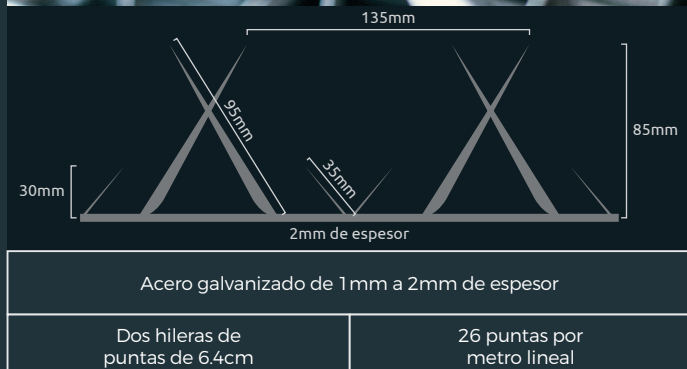 135mm
95mm
35mm
85mm
30mm
2mm de espesor
Acero galvanizado de 1mm a 2mm de espesor
Dos hileras de
puntas de 6.4cm
26 puntas por
metro lineal